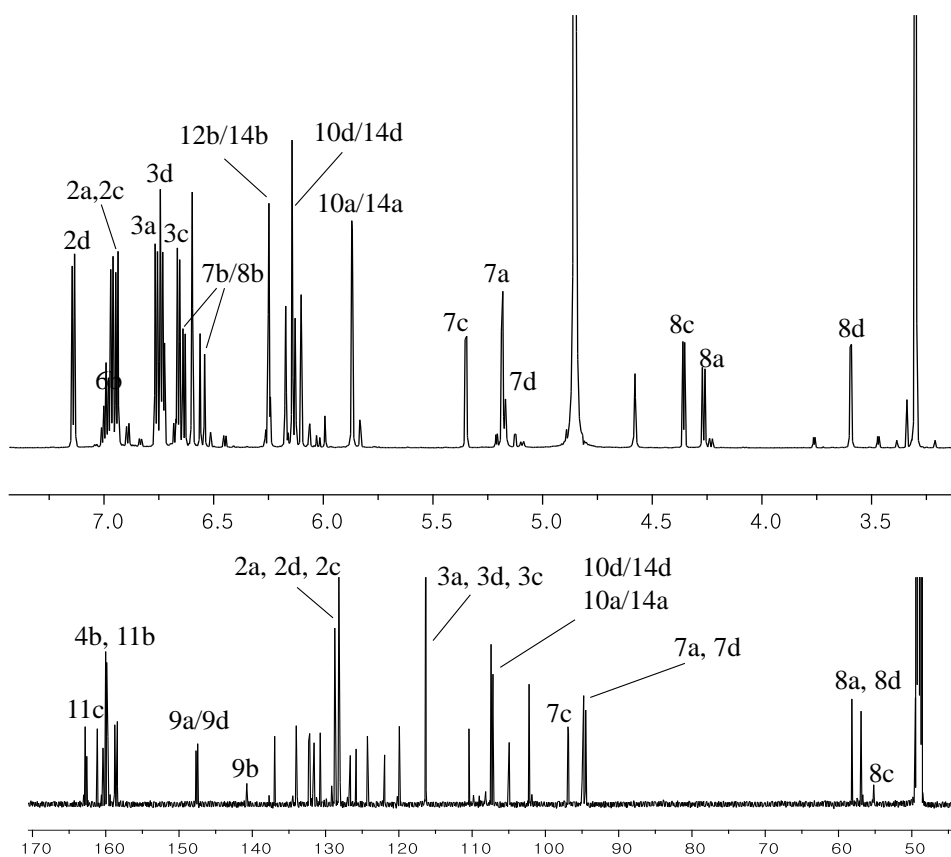 12b/14b
10d/14d
3d
2a,2c
10a/14a
3a
3c
2d
7b/8b
7a
7c
8c
8d
8a
7d
6b
7.0 6.5 6.0 5.5 5.0 4.5 4.0 3.5
2a, 2d, 2c
3a, 3d, 3c
10d/14d
10a/14a
4b, 11b
7a, 7d
8a, 8d
11c
9a/9d
7c
9b
8c
170 160 150 140 130 120 110 100 90 80 70 60 50